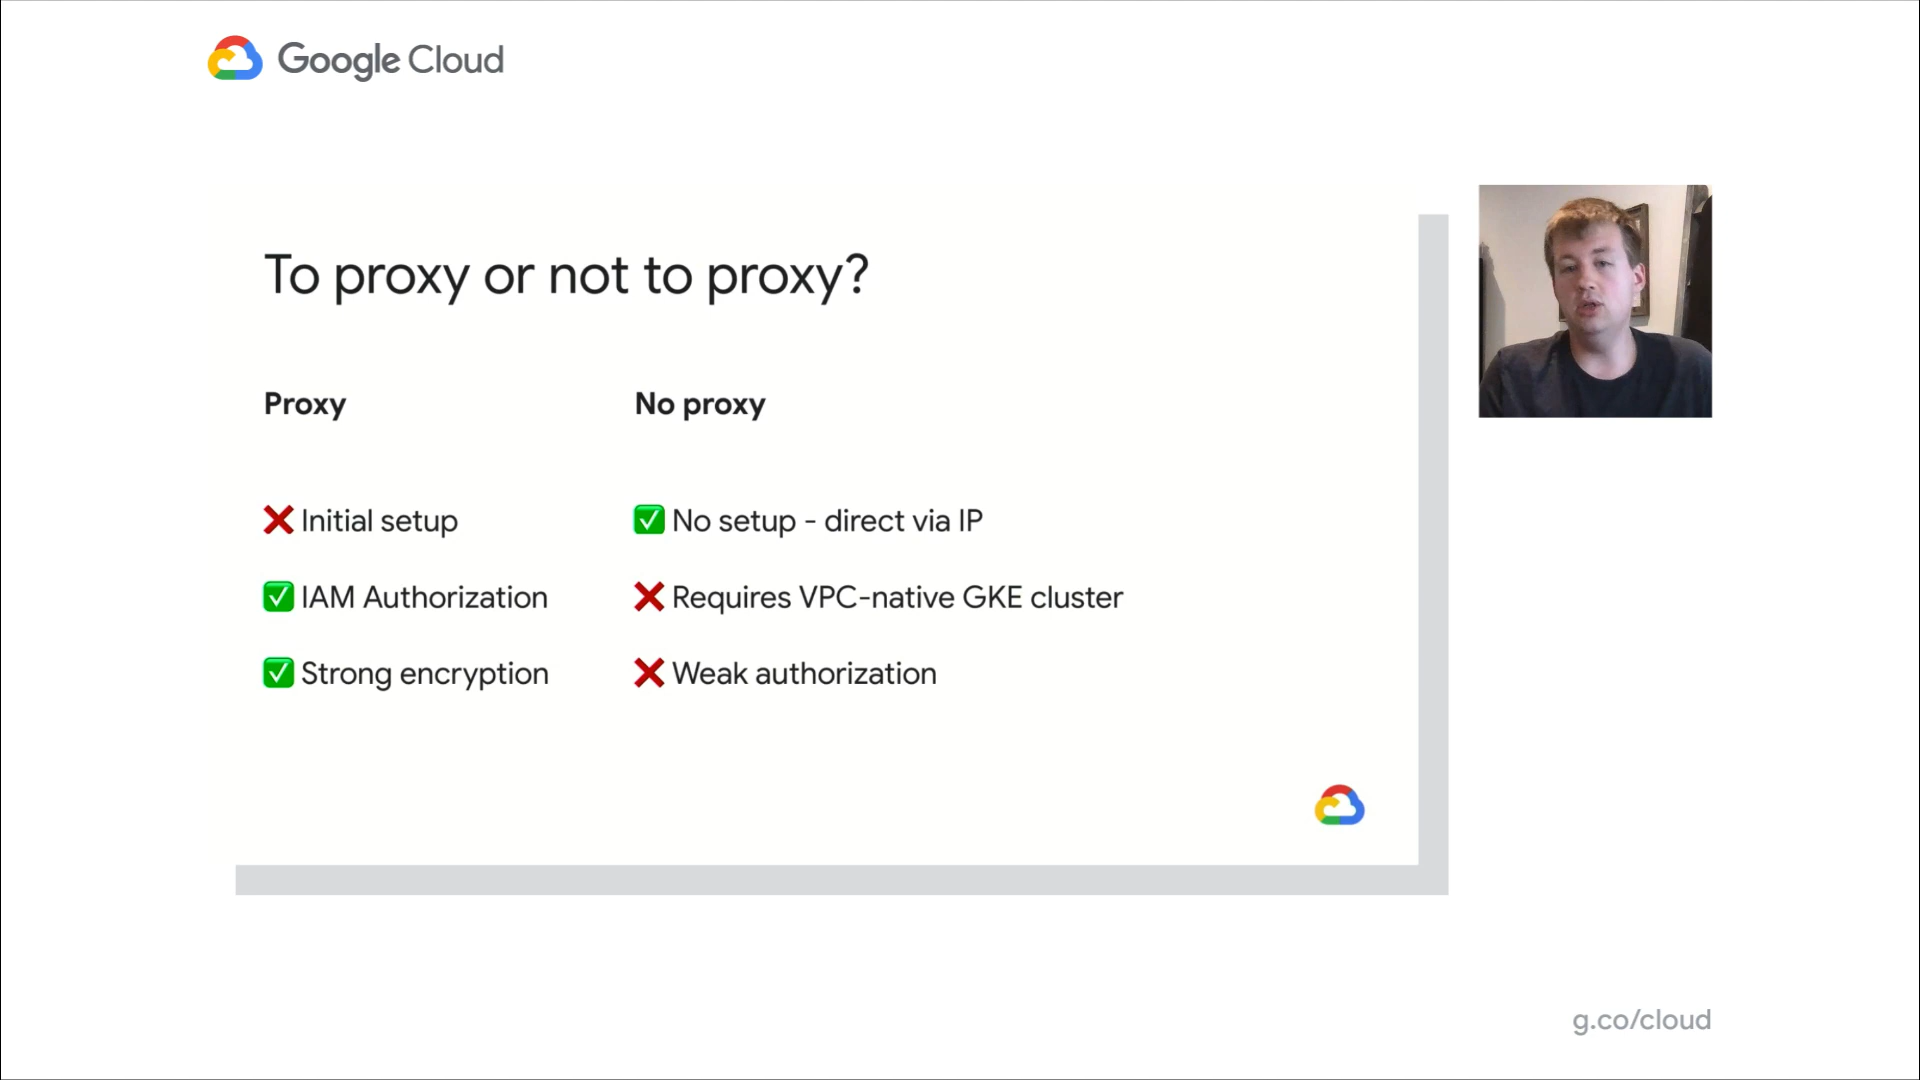 Google Cloud
To proxy or not to proxy?
Proxy
No proxy
❌ Initial setup
✅ No setup - direct via IP
✅ IAM Authorization
❌ Requires VPC-native GKE cluster
✅ Strong encryption
❌ Weak authorization
g.co/cloud